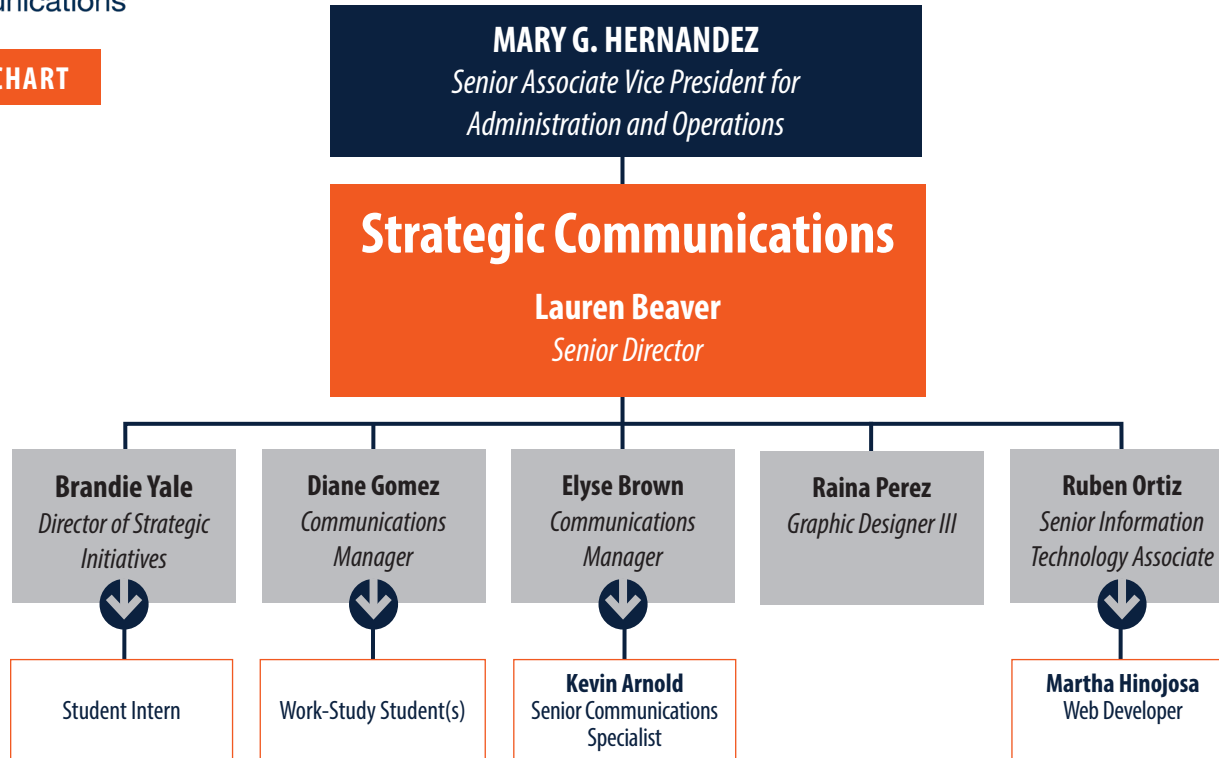 CHART
MARY G. HERNANDEZ
Senior Associate Vice President for
Administration and Operations
Strategic Communications
Lauren Beaver
Senior Director
Brandie Yale
Director of Strategic
Initiatives
Diane Gomez
Communications
Manager
Elyse Brown
Communications
Manager
Raina Perez
Graphic Designer III
Ruben Ortiz
Senior Information
Technology Associate
Student Intern
Work-Study Student(s)
Kevin Arnold
Senior Communications
Specialist
Martha Hinojosa
Web Developer